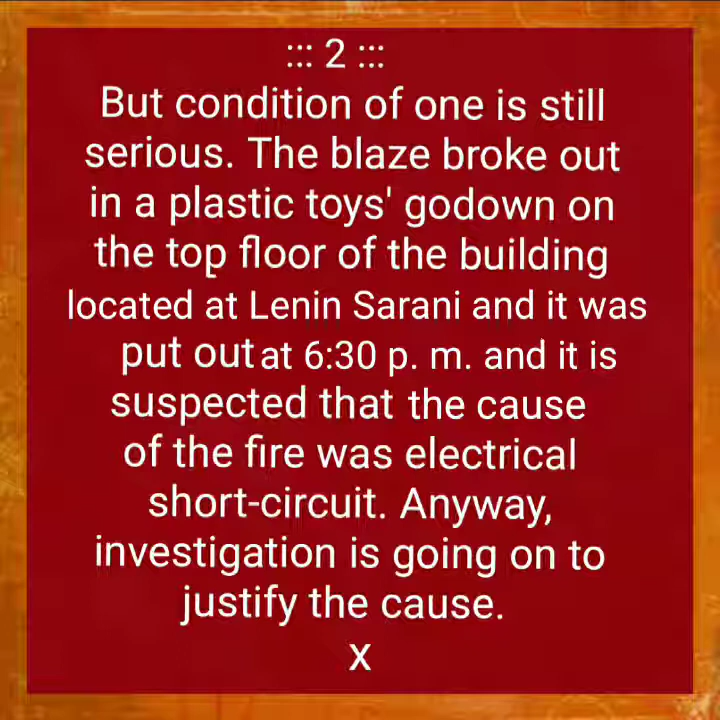 ::: 2 :::
But condition of one is still
serious. The blaze broke out
in a plastic toys' godown on
the top floor of the building
located at Lenin Sarani and it was
put out at 6:30 p. m. and it is
suspected that the cause
of the fire was electrical
short-circuit. Anyway,
investigation is going on to
justify the cause.
X